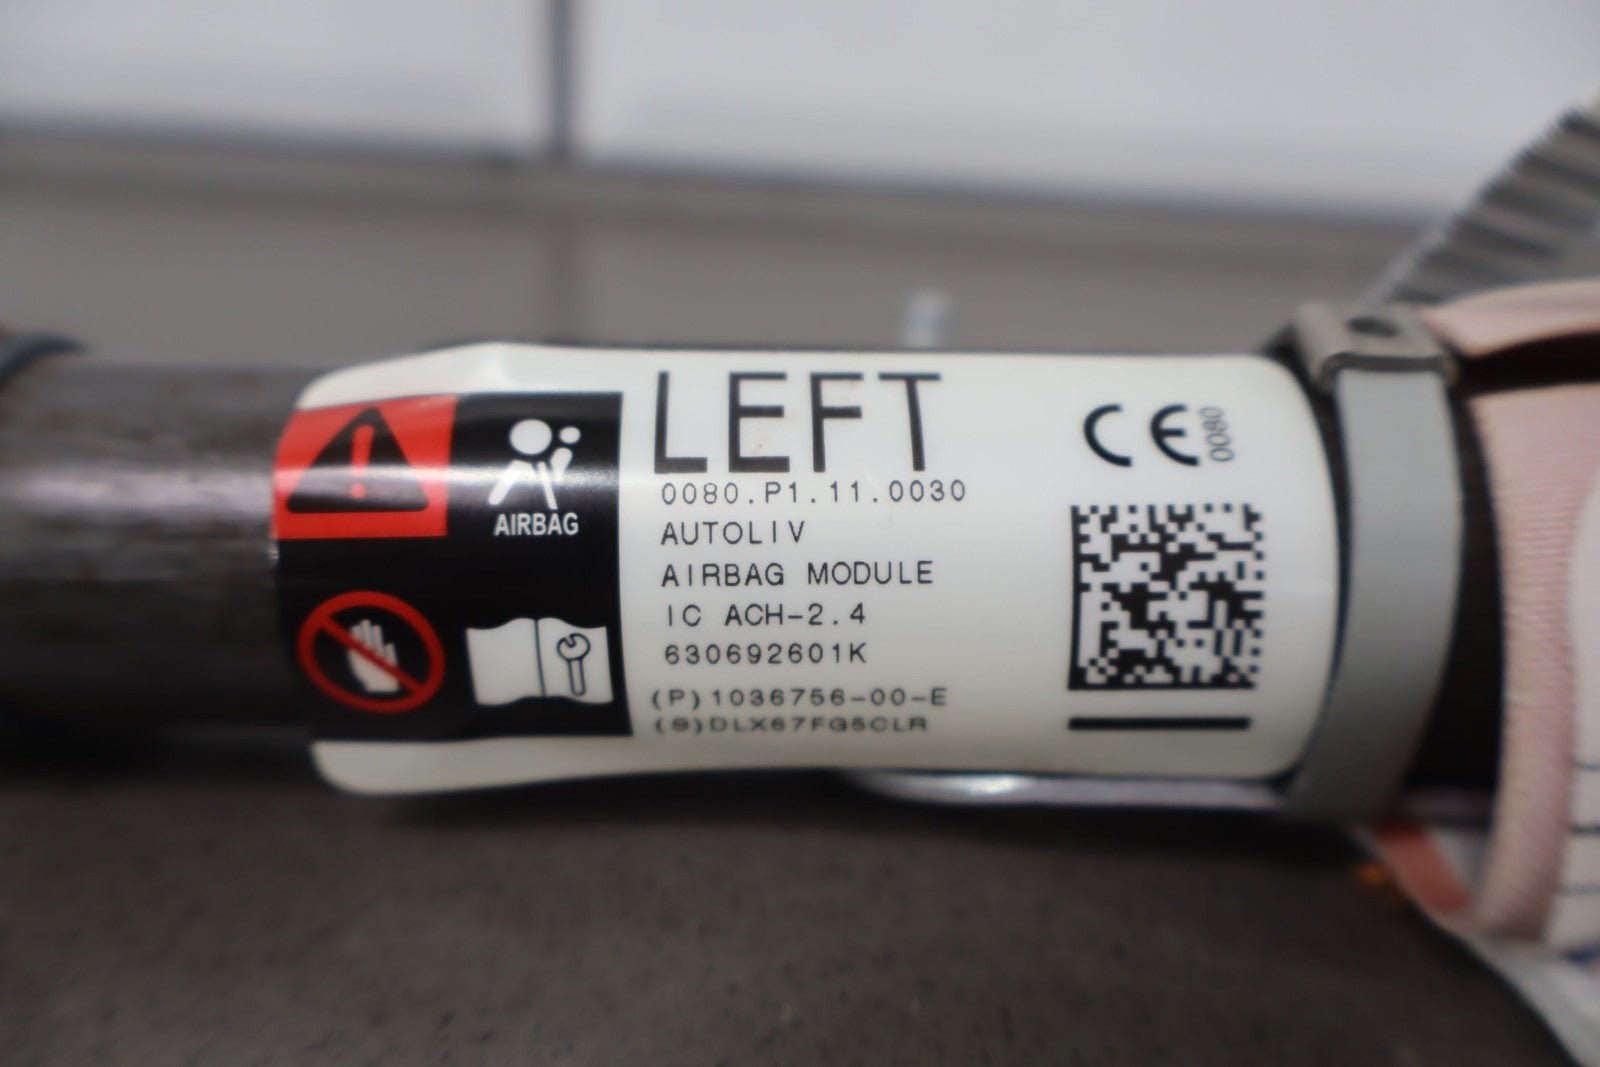 LEFT
0080.P1.11.0030
AUTOLIV
AIRBAG MODULE
IC ACH-2.4
630692601K
(P)1036756-00-E
(S)DLX67FG5CLR
AIRBAG
CE 0080